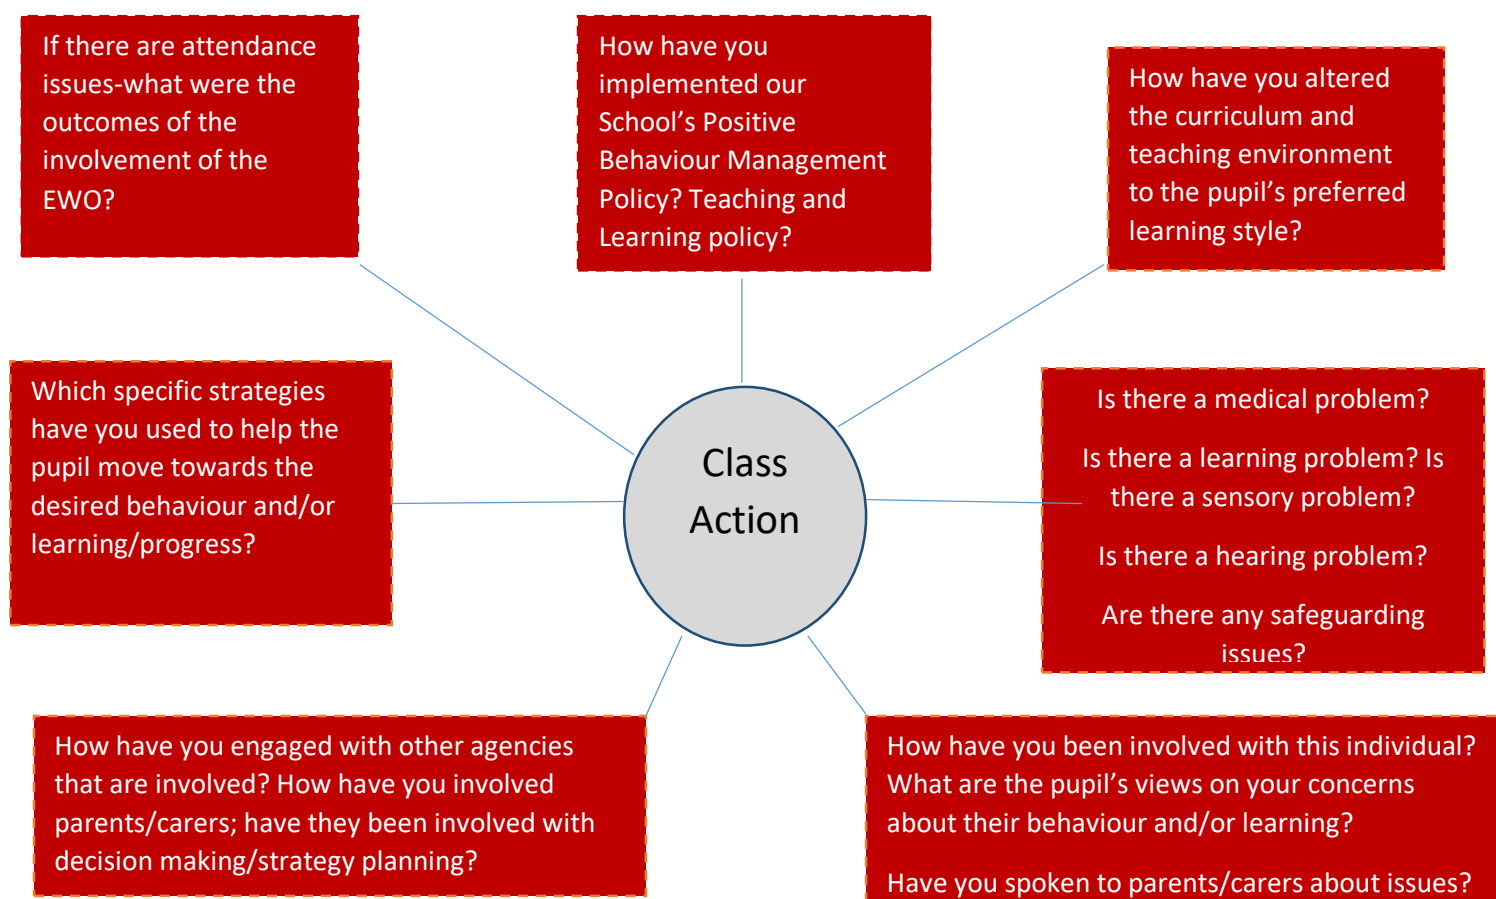 If there are attendance
issues-what were the
outcomes of the
involvement of the
EWO?
How have you
implemented our
School’s Positive
Behaviour Management
Policy? Teaching and
Learning policy?
How have you altered
the curriculum and
teaching environment
to the pupil’s preferred
learning style?
Which specific strategies
have you used to help the
pupil move towards the
desired behaviour and/or
learning/progress?
Class
Action
Is there a medical problem?
Is there a learning problem? Is
there a sensory problem?
Is there a hearing problem?
Are there any safeguarding
issues?
How have you engaged with other agencies
that are involved? How have you involved
parents/carers; have they been involved with
decision making/strategy planning?
How have you been involved with this individual?
What are the pupil’s views on your concerns
about their behaviour and/or learning?
Have you spoken to parents/carers about issues?